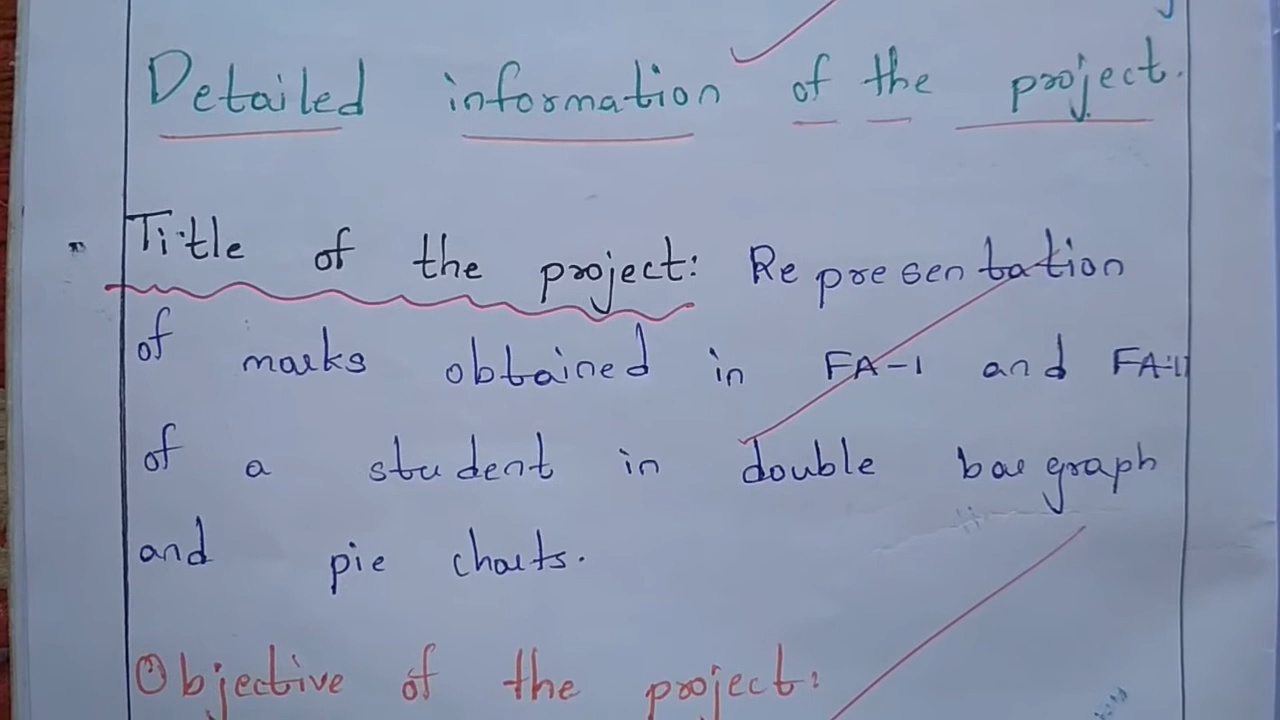 Detailed information of the project.
Title of the project: Representation
of marks obtained in FA-1 and FA-11
of a student in double bar graph
and pie charts.
Objective of the project: